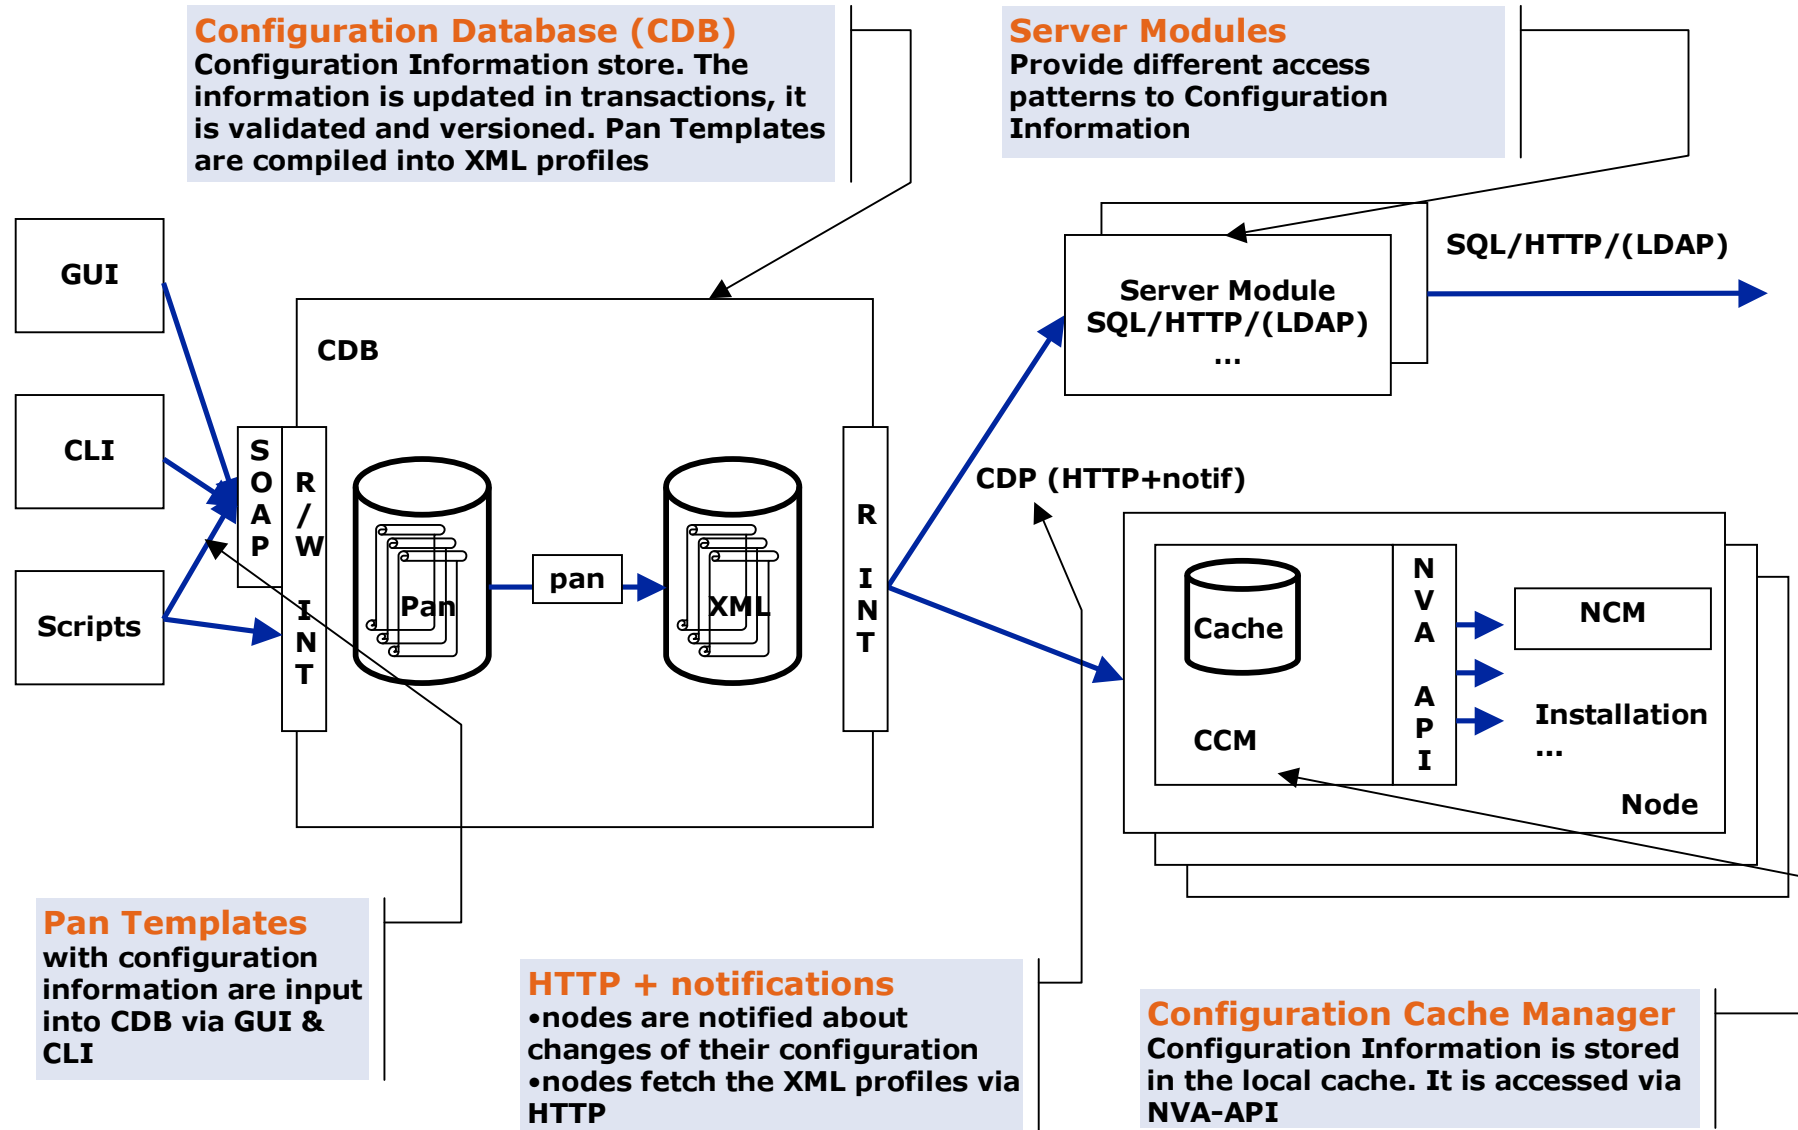 Configuration Database (CDB)
Configuration Information store. The
information is updated in transactions, it
is validated and versioned. Pan Templates
are compiled into XML profiles
Server Modules
Provide different access
patterns to Configuration
Information
GUI
CLI
Scripts
CDB
SOAP
R/W INT
Pan
pan
XML
R INT
Server Module
SQL/HTTP/(LDAP)
...
SQL/HTTP/(LDAP)
CDP (HTTP+notif)
Cache
CCM
NVA API
NCM
Installation
...
Node
Pan Templates
with configuration
information are input
into CDB via GUI &
CLI
HTTP + notifications
•nodes are notified about
changes of their configuration
•nodes fetch the XML profiles via
HTTP
Configuration Cache Manager
Configuration Information is stored
in the local cache. It is accessed via
NVA-API